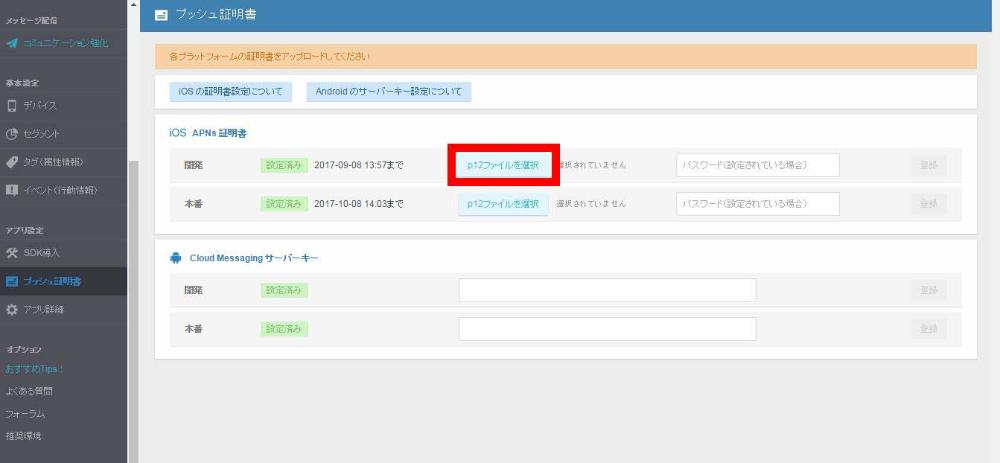 メッセージ配信
コミュニケーション強化
基本設定
デバイス
セグメント
タグ(属性情報)
イベント(行動情報)
アプリ設定
SDK導入
プッシュ証明書
アプリ詳細
オプション
おすすめTips!
よくある質問
フォーラム
推奨環境
プッシュ証明書
各プラットフォームの証明書をアップロードしてください
iOS の証明書設定について Android のサーバーキー設定について
iOS APNs 証明書
開発 設定済み 2017-09-08 13:57まで p12ファイルを選択 選択されていません パスワード(設定されている場合) 登録
本番 設定済み 2017-10-08 14:03まで p12ファイルを選択 選択されていません パスワード(設定されている場合) 登録
Cloud Messaging サーバーキー
開発 設定済み 登録
本番 設定済み 登録